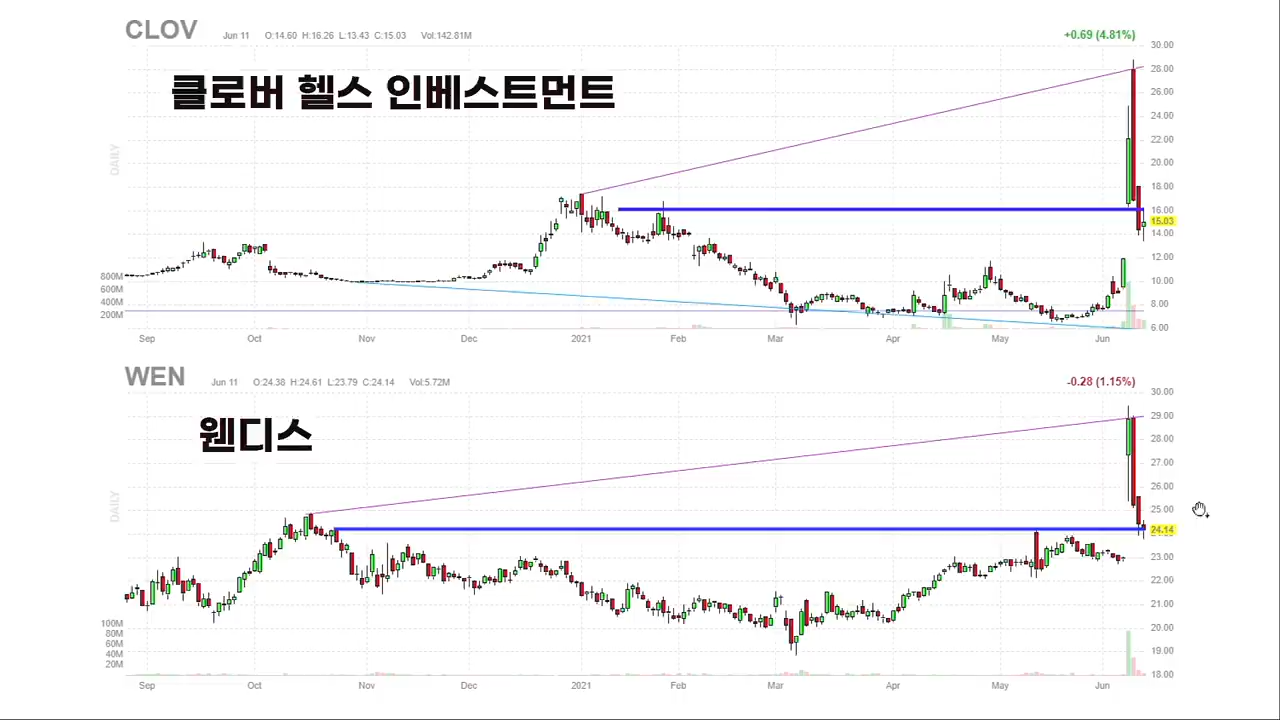 CLOV Jun 11 O:14.60 H:16.26 L:13.43 C:15.03 Vol:142.81M +0.69 (4.81%)
클로버 헬스 인베스트먼트
DAILY
30.00
28.00
26.00
24.00
22.00
20.00
18.00
16.00
15.03
14.00
12.00
10.00
8.00
6.00
800M
600M
400M
200M
Sep Oct Nov Dec 2021 Feb Mar Apr May Jun
WEN Jun 11 O:24.38 H:24.61 L:23.79 C:24.14 Vol:5.72M -0.28 (1.15%)
웬디스
DAILY
30.00
29.00
28.00
27.00
26.00
25.00
24.14
23.00
22.00
21.00
20.00
19.00
18.00
100M
80M
60M
40M
20M
Sep Oct Nov Dec 2021 Feb Mar Apr May Jun